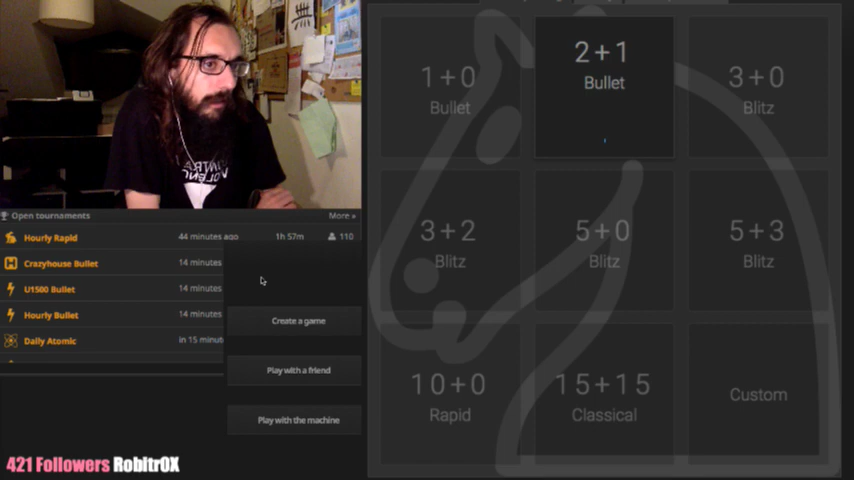 Open tournaments
More »
Hourly Rapid 44 minutes ago 1h 57m 110
Crazyhouse Bullet 14 minutes
U1500 Bullet 14 minutes
Hourly Bullet 14 minutes
Daily Atomic in 15 minut
Create a game
Play with a friend
Play with the machine
421 Followers RobitrOX
1+0
Bullet
2+1
Bullet
3+0
Blitz
3+2
Blitz
5+0
Blitz
5+3
Blitz
10+0
Rapid
15+15
Classical
Custom